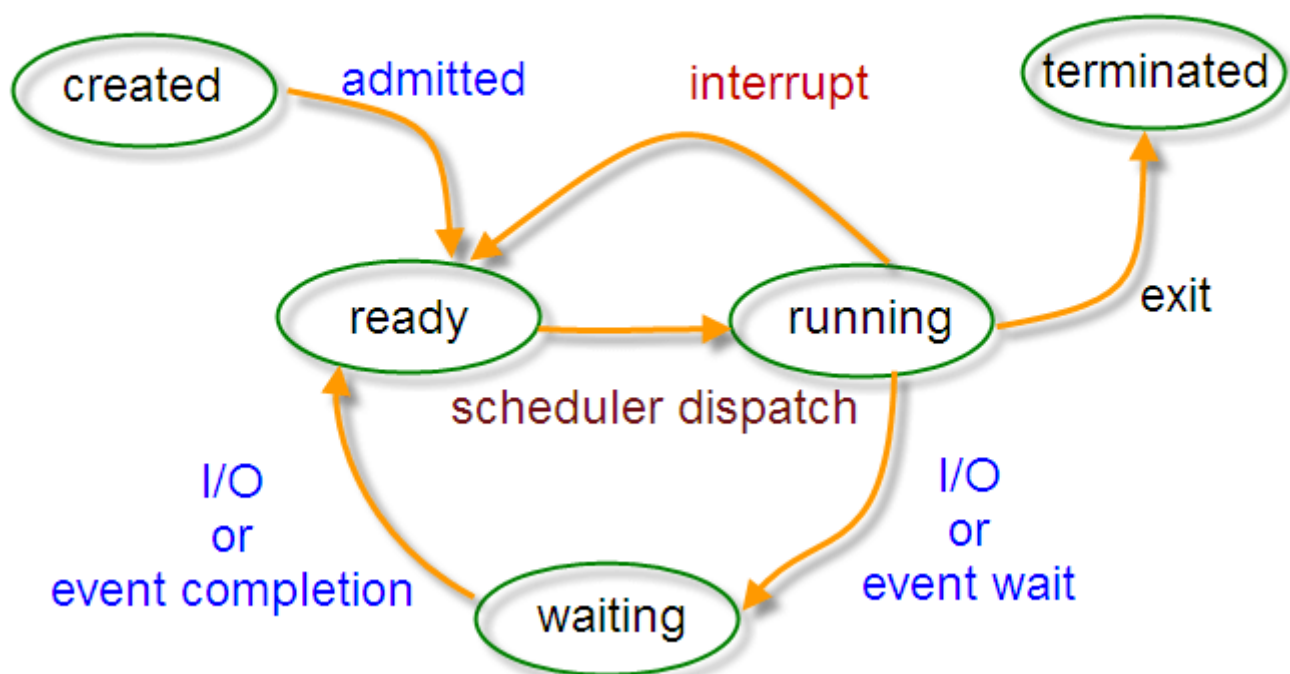 created
admitted
interrupt
terminated
ready
running
exit
scheduler dispatch
I/O
or
event completion
I/O
or
event wait
waiting